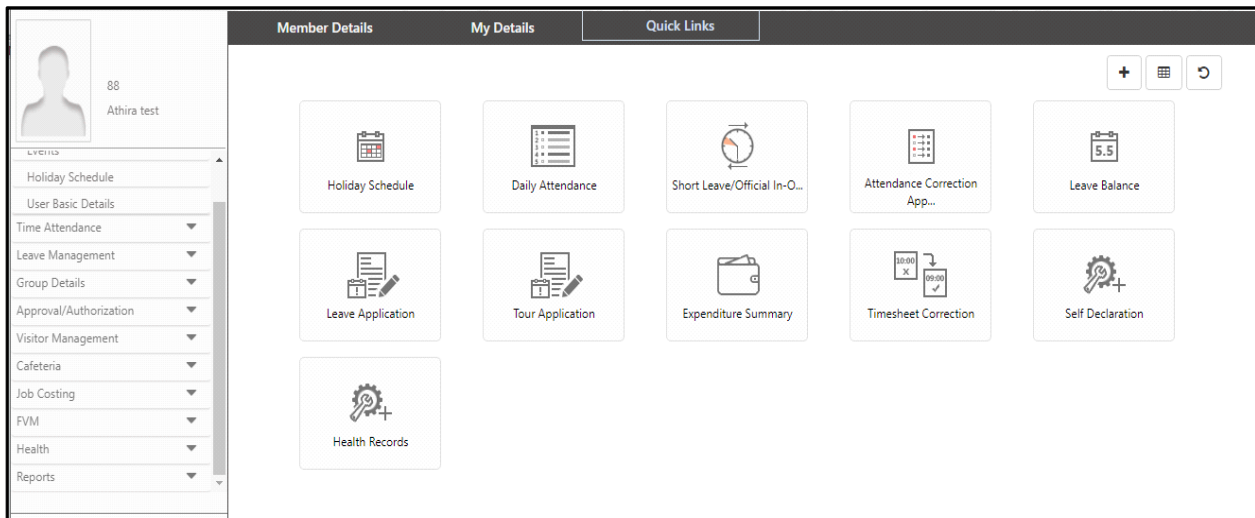 Member Details
My Details
Quick Links
88
Athira test
Events
Holiday Schedule
User Basic Details
Time Attendance
Leave Management
Group Details
Approval/Authorization
Visitor Management
Cafeteria
Job Costing
FVM
Health
Reports
Holiday Schedule
Daily Attendance
Short Leave/Official In-O...
Attendance Correction
App...
5.5
Leave Balance
Leave Application
Tour Application
Expenditure Summary
10:00
X
09:00
Timesheet Correction
Self Declaration
Health Records